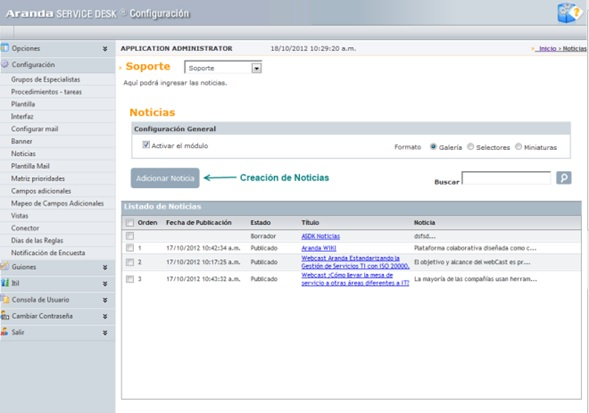 Aranda SERVICE DESK Configuración
Opciones
Configuración
Grupos de Especialistas
Procedimientos - tareas
Plantilla
Interfaz
Configurar mail
Banner
Noticias
Plantilla Mail
Matriz prioridades
Campos adicionales
Mapeo de Campos Adicionales
Vistas
Conector
Días de las Reglas
Notificación de Encuesta
Guiones
Itil
Consola de Usuario
Cambiar Contraseña
Salir
APPLICATION ADMINISTRATOR 18/10/2012 10:29:20 a.m. Inicio > Noticias
Soporte Soporte
Aquí podrá ingresar las noticias.
Noticias
Configuración General
Activar el módulo Formato Galería Selectores Miniaturas
Adicionar Noticia Creación de Noticias
Buscar
Listado de Noticias
Orden Fecha de Publicación Estado Título Noticia
Borrador ASDK Noticias dsfsd...
1 17/10/2012 10:42:34 a.m. Publicado Aranda WIKI Plataforma colaborativa diseñada como c...
2 17/10/2012 10:17:25 a.m. Publicado Webcast Aranda Estandarizando la
Gestión de Servicios TI con ISO 20000. El objetivo y alcance del webCast es pr...
3 17/10/2012 10:43:32 a.m. Publicado Webcast ¿Cómo llevar la mesa de
servicio a otras áreas diferentes a IT? La mayoría de las compañías usan herram...